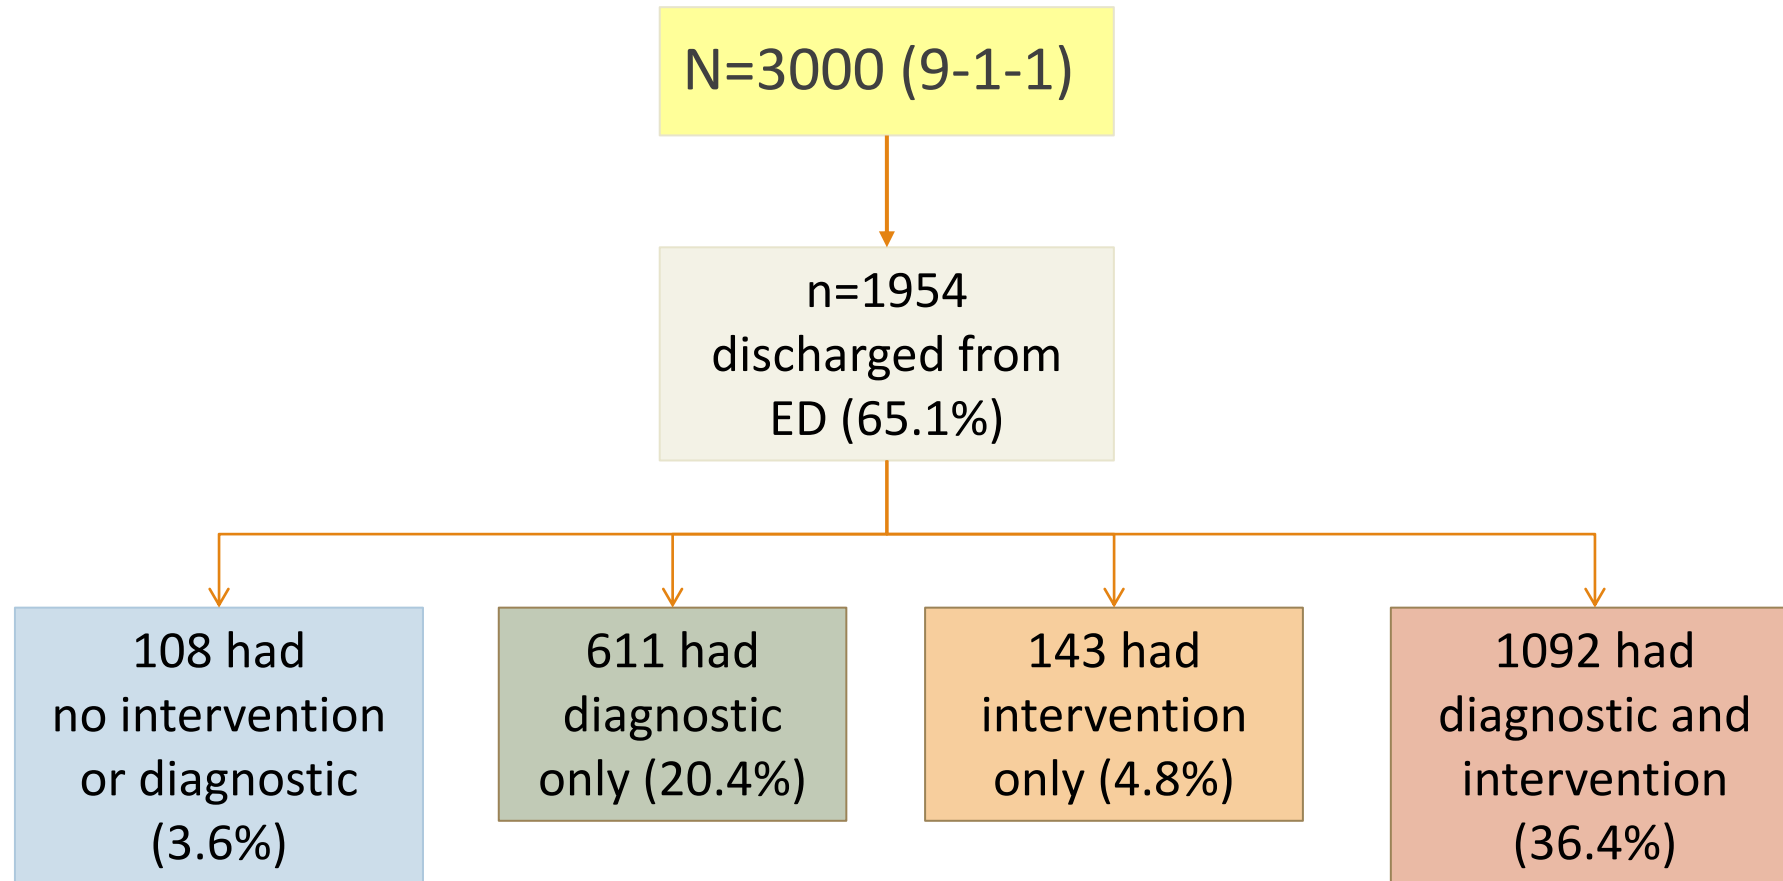 N=3000 (9-1-1)
n=1954
discharged from
ED (65.1%)
108 had
no intervention
or diagnostic
(3.6%)
611 had
diagnostic
only (20.4%)
143 had
intervention
only (4.8%)
1092 had
diagnostic and
intervention
(36.4%)